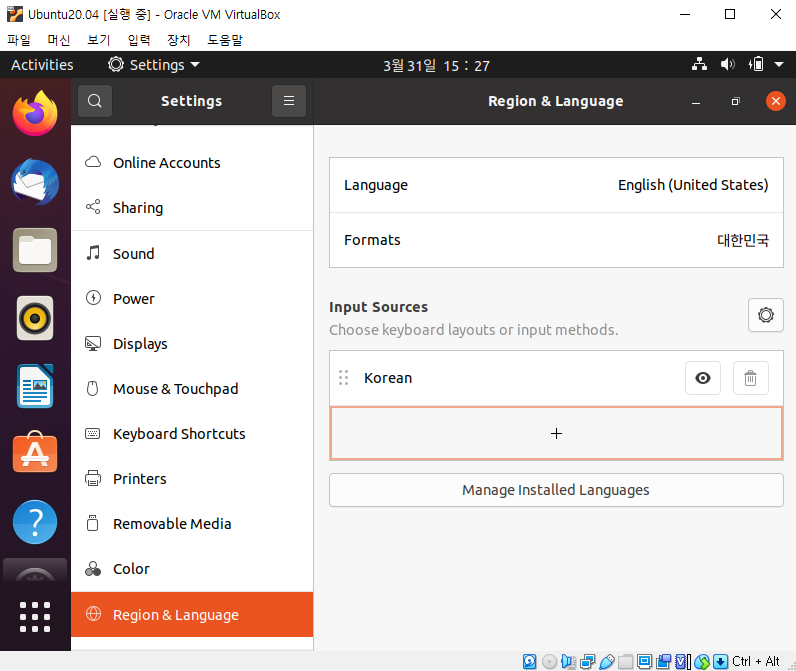 Ubuntu20.04 [실행 중] - Oracle VM VirtualBox
파일 머신 보기 입력 장치 도움말
Activities Settings 3월 31일 15 : 27
Settings
Region & Language
Online Accounts
Sharing
Sound
Power
Displays
Mouse & Touchpad
Keyboard Shortcuts
Printers
Removable Media
Color
Region & Language
Language English (United States)
Formats 대한민국
Input Sources
Choose keyboard layouts or input methods.
Korean
+
Manage Installed Languages
Ctrl + Alt